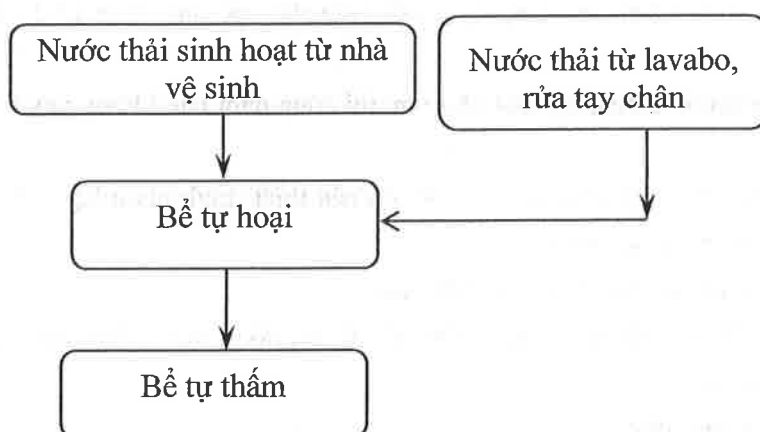 Nước thải sinh hoạt từ nhà
vệ sinh
Nước thải từ lavabo,
rửa tay chân
Bể tự hoại
Bể tự thấm